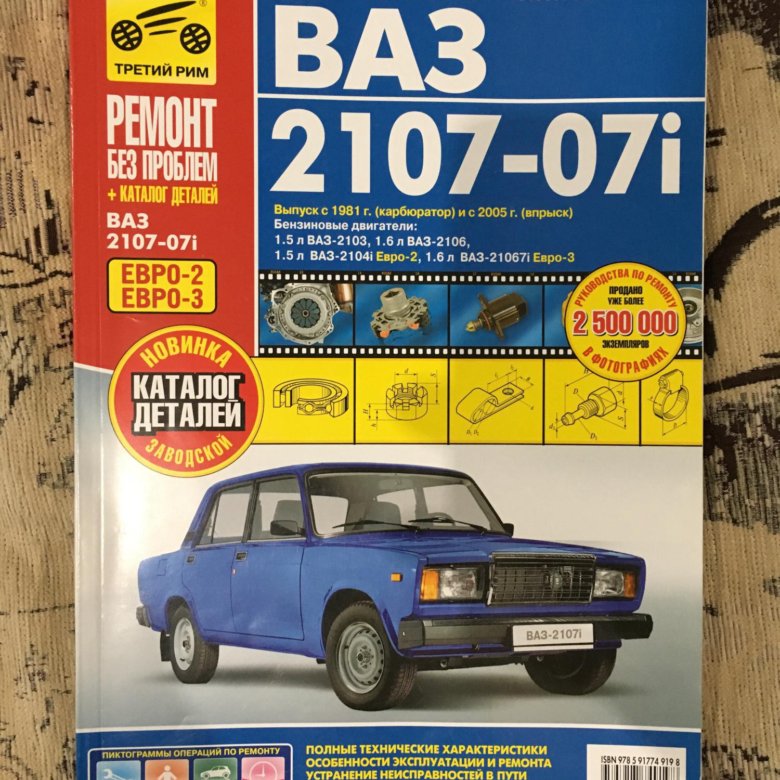 ТРЕТИЙ РИМ
®
РЕМОНТ
БЕЗ ПРОБЛЕМ
+ КАТАЛОГ ДЕТАЛЕЙ
ВАЗ
2107-07i
ЕВРО-2
ЕВРО-3
НОВИНКА
КАТАЛОГ
ДЕТАЛЕЙ
ЗАВОДСКОЙ
ВАЗ
2107-07i
Выпуск с 1981 г. (карбюратор) и с 2005 г. (впрыск)
Бензиновые двигатели:
1.5 л ВАЗ-2103, 1.6 л ВАЗ-2106,
1.5 л ВАЗ-2104i Евро-2, 1.6 л ВАЗ-21067i Евро-3
РУКОВОДСТВА ПО РЕМОНТУ
ПРОДАНО
УЖЕ БОЛЕЕ
2 500 000
ЭКЗЕМПЛЯРОВ
В ФОТОГРАФИЯХ
ВАЗ-2107i
ПИКТОГРАММЫ ОПЕРАЦИЙ ПО РЕМОНТУ
ПОЛНЫЕ ТЕХНИЧЕСКИЕ ХАРАКТЕРИСТИКИ
ОСОБЕННОСТИ ЭКСПЛУАТАЦИИ И РЕМОНТА
УСТРАНЕНИЕ НЕИСПРАВНОСТЕЙ В ПУТИ
ISBN 978 5 91774 919 8